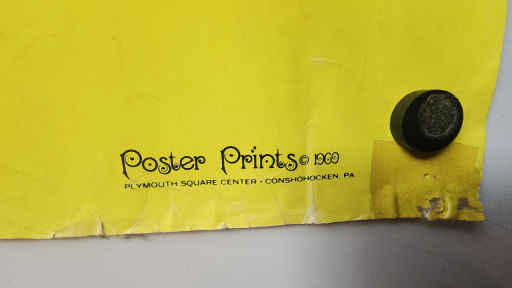 Poster Prints © 1969
PLYMOUTH SQUARE CENTER - CONSHOHOCKEN, PA